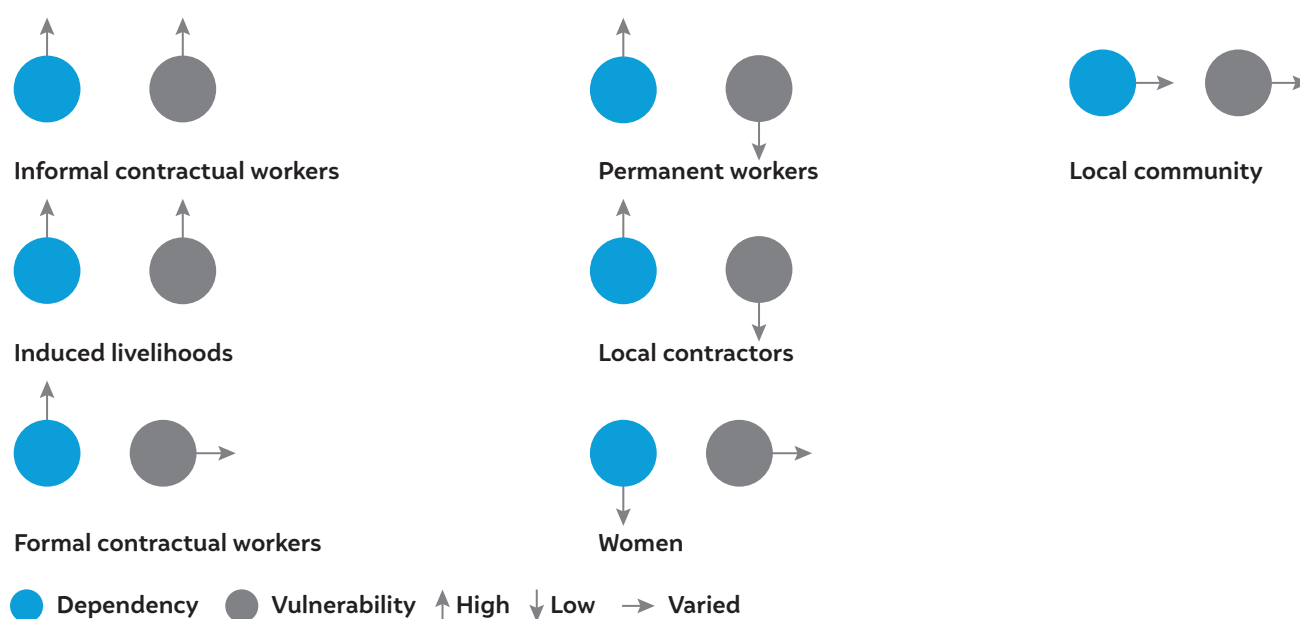 Informal contractual workers
Permanent workers
Local community
Induced livelihoods
Local contractors
Formal contractual workers
Women
Dependency Vulnerability High Low Varied